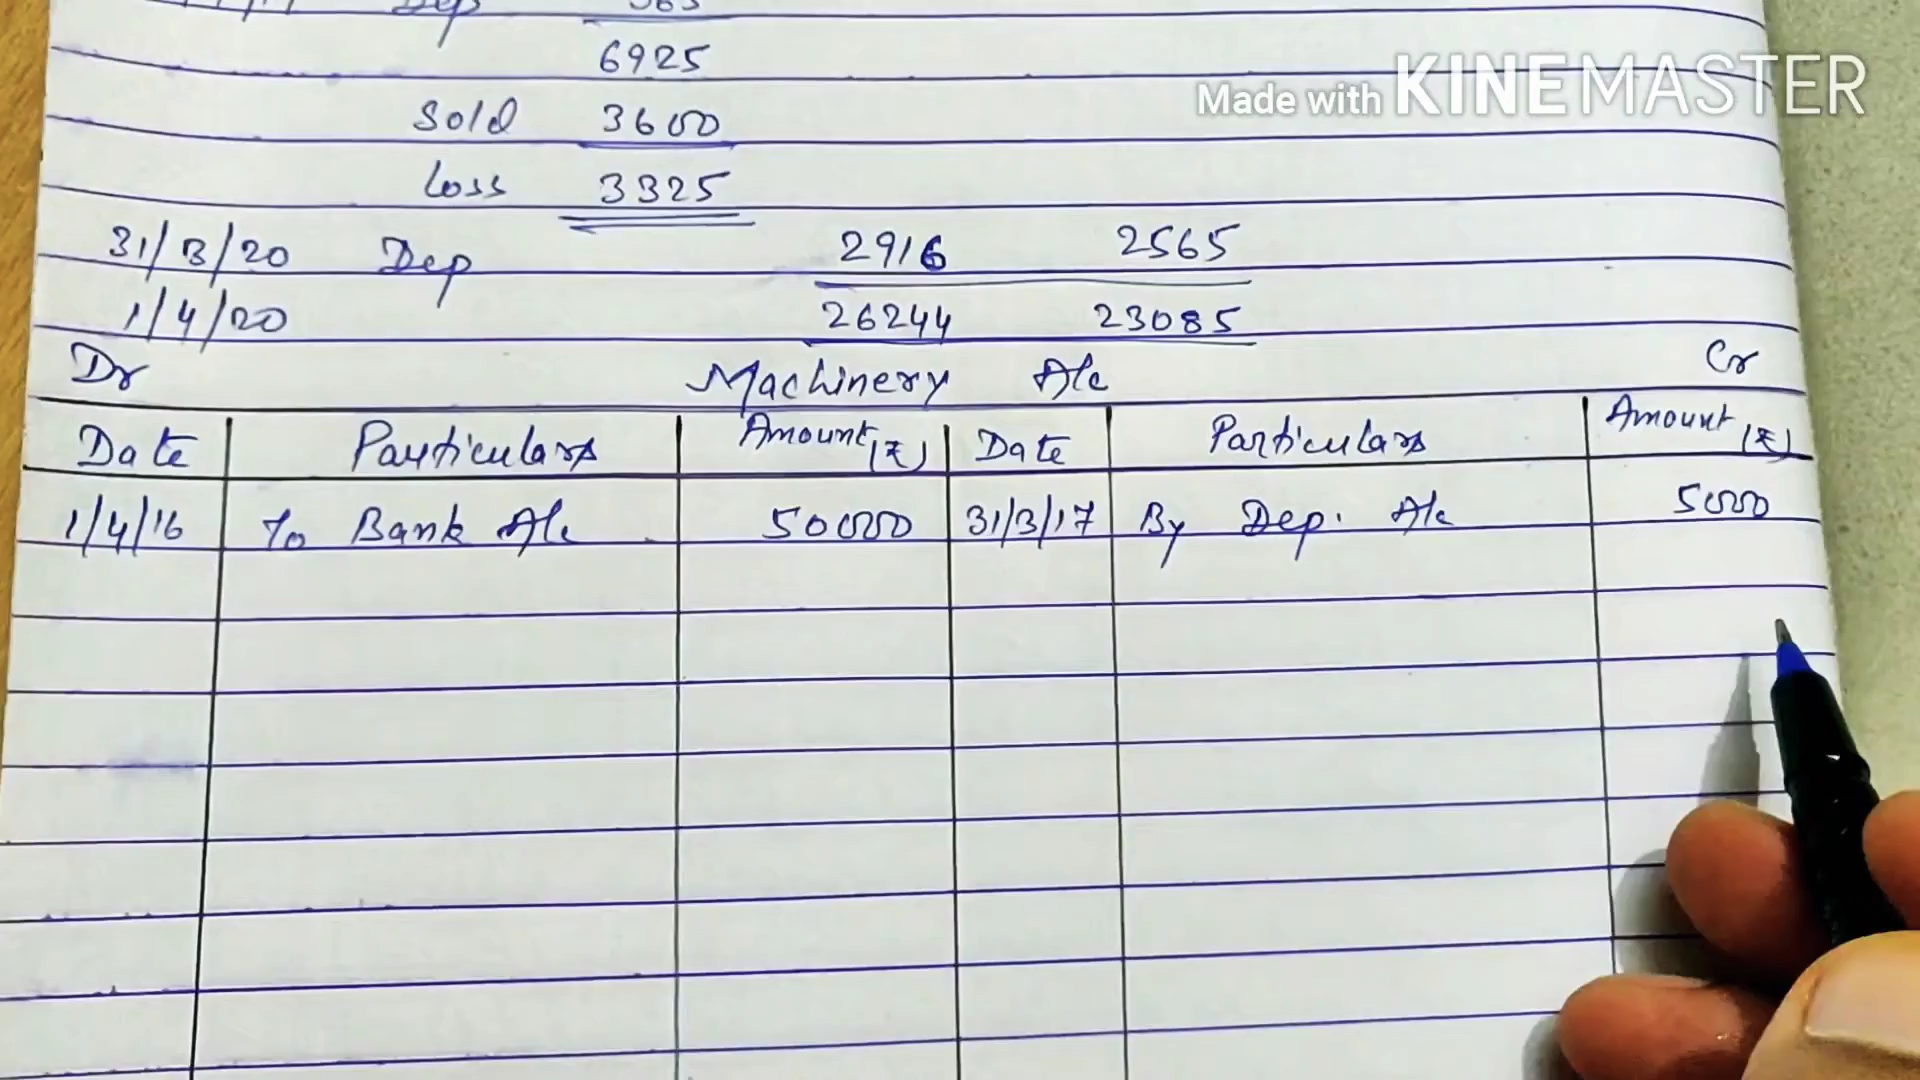 Dep
6925
Made with KINEMASTER
Sold 3600
Loss 3325
31/3/20 Dep 2916 2565
1/4/20 26244 23085
Dr Machinery A/c Cr
Date Particulars Amount (₹) Date Particulars Amount (₹)
1/4/16 To Bank A/c 50000 31/3/17 By Dep. A/c 5000